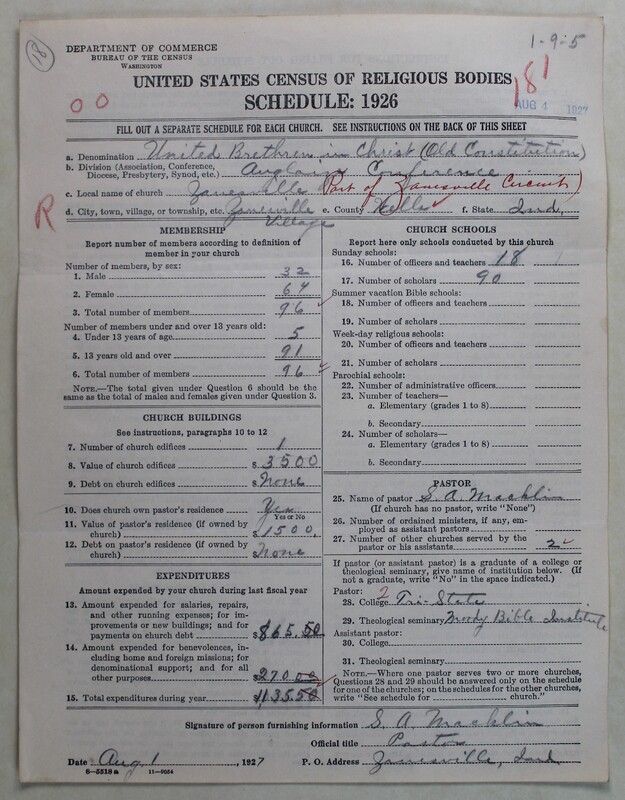 18
1-9-5
DEPARTMENT OF COMMERCE
BUREAU OF THE CENSUS
WASHINGTON
UNITED STATES CENSUS OF RELIGIOUS BODIES
SCHEDULE: 1926
0 0
181
AUG 4 1927
FILL OUT A SEPARATE SCHEDULE FOR EACH CHURCH. SEE INSTRUCTIONS ON THE BACK OF THIS SHEET
a. Denomination United Brethren in Christ (Old Constitution)
b. Division (Association, Conference, Diocese, Presbytery, Synod, etc.) Auglaize Conference
c. Local name of church Zanesville (Part of Zanesville Circuit)
R
d. City, town, village, or township, etc. Zanesville Village e. County Wells f. State Ind.
MEMBERSHIP
Report number of members according to definition of
member in your church
Number of members, by sex:
1. Male 32
2. Female 64
3. Total number of members 96
Number of members under and over 13 years old:
4. Under 13 years of age 5
5. 13 years old and over 91
6. Total number of members 96
NOTE.—The total given under Question 6 should be
the same as the total of males and females given under Question 3.
CHURCH BUILDINGS
See instructions, paragraphs 10 to 12
7. Number of church edifices 1
8. Value of church edifices $3500
9. Debt on church edifices $None
10. Does church own pastor's residence? Yes
Yes or No
11. Value of pastor's residence (if owned by
church) $1500.
12. Debt on pastor's residence (if owned by
church) $None
EXPENDITURES
Amount expended by your church during last fiscal year
13. Amount expended for salaries, repairs,
and other running expenses; for im-
provements or new buildings; and for
payments on church debt $865.50
14. Amount expended for benevolences,
including home and foreign missions; for
denominational support; and for all
other purposes $270.00
15. Total expenditures during year $1135.50
CHURCH SCHOOLS
Report here only schools conducted by this church
Sunday schools:
16. Number of officers and teachers 18
17. Number of scholars 90
Summer vacation Bible schools:
18. Number of officers and teachers
19. Number of scholars
Week-day religious schools:
20. Number of officers and teachers
21. Number of scholars
Parochial schools:
22. Number of administrative officers
23. Number of teachers—
a. Elementary (grades 1 to 8)
b. Secondary
24. Number of scholars—
a. Elementary (grades 1 to 8)
b. Secondary
PASTOR
25. Name of pastor S. A. Macklin
(If church has no pastor, write "None")
26. Number of ordained ministers, if any, em-
ployed as assistant pastors
27. Number of other churches served by the
pastor or his assistants 2
If pastor (or assistant pastor) is a graduate of a college or
theological seminary, give name of institution below. (If
not a graduate, write "No" in the space indicated.)
Pastor: 2
28. College Tri-State
29. Theological seminary Moody Bible Institute
Assistant pastor:
30. College
31. Theological seminary
NOTE.—Where one pastor serves two or more churches,
Questions 28 and 29 should be answered only on the schedule
for one of the churches; on the schedules for the other churches,
write "See schedule for church."
Signature of person furnishing information S. A. Macklin
Official title Pastor
Date Aug. 1, 1927 P. O. Address Zanesville, Ind.
6-5518a 11-9054